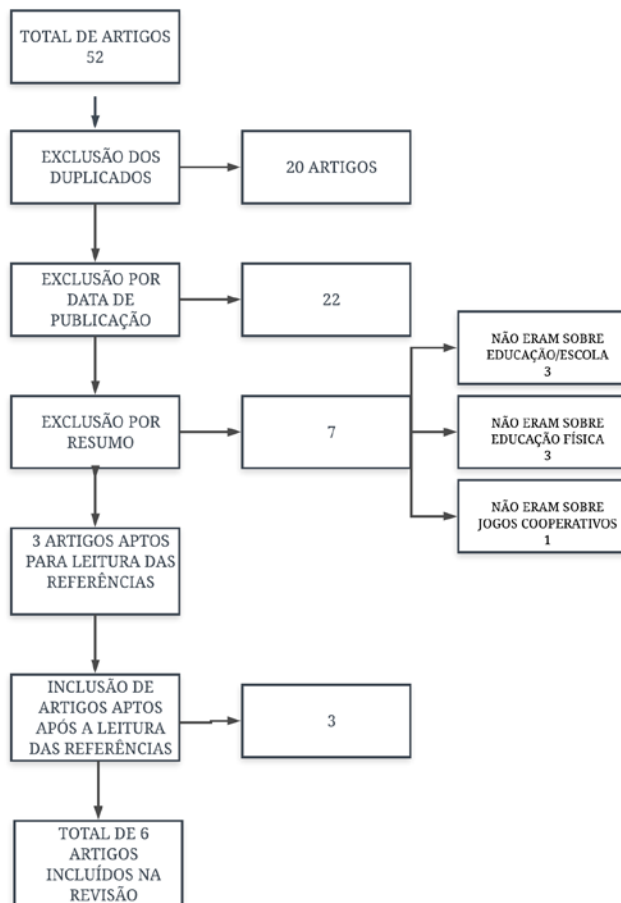 TOTAL DE ARTIGOS
52
EXCLUSÃO DOS
DUPLICADOS
20 ARTIGOS
EXCLUSÃO POR
DATA DE
PUBLICAÇÃO
22
EXCLUSÃO POR
RESUMO
7
NÃO ERAM SOBRE
EDUCAÇÃO/ESCOLA
3
NÃO ERAM SOBRE
EDUCAÇÃO FÍSICA
3
NÃO ERAM SOBRE
JOGOS COOPERATIVOS
1
3 ARTIGOS APTOS
PARA LEITURA DAS
REFERÊNCIAS
INCLUSÃO DE
ARTIGOS APTOS
APÓS A LEITURA
DAS REFERÊNCIAS
3
TOTAL DE 6
ARTIGOS
INCLUÍDOS NA
REVISÃO